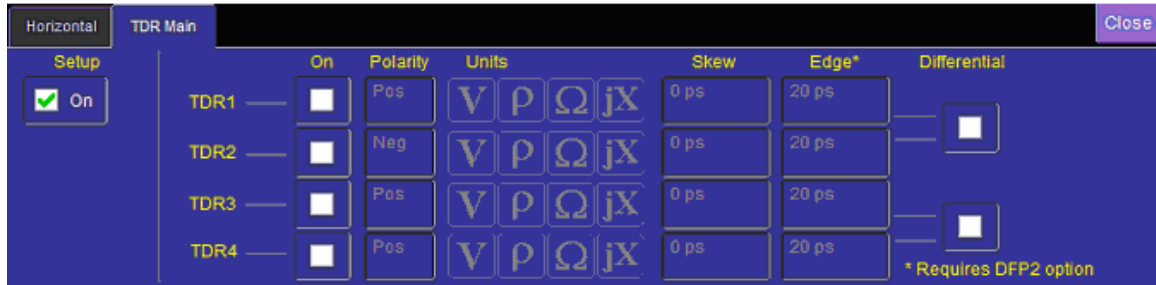 Horizontal TDR Main Close
Setup On Polarity Units Skew Edge* Differential
On TDR1 Pos V ρ Ω jX 0 ps 20 ps
TDR2 Neg V ρ Ω jX 0 ps 20 ps
TDR3 Pos V ρ Ω jX 0 ps 20 ps
TDR4 Pos V ρ Ω jX 0 ps 20 ps
* Requires DFP2 option